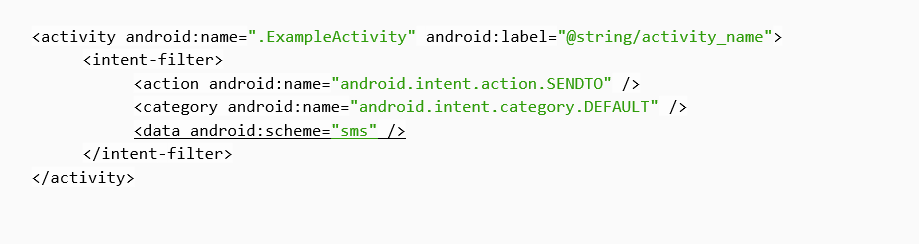 <activity android:name=".ExampleActivity" android:label="@string/activity_name">
<intent-filter>
<action android:name="android.intent.action.SENDTO" />
<category android:name="android.intent.category.DEFAULT" />
<data android:scheme="sms" />
</intent-filter>
</activity>